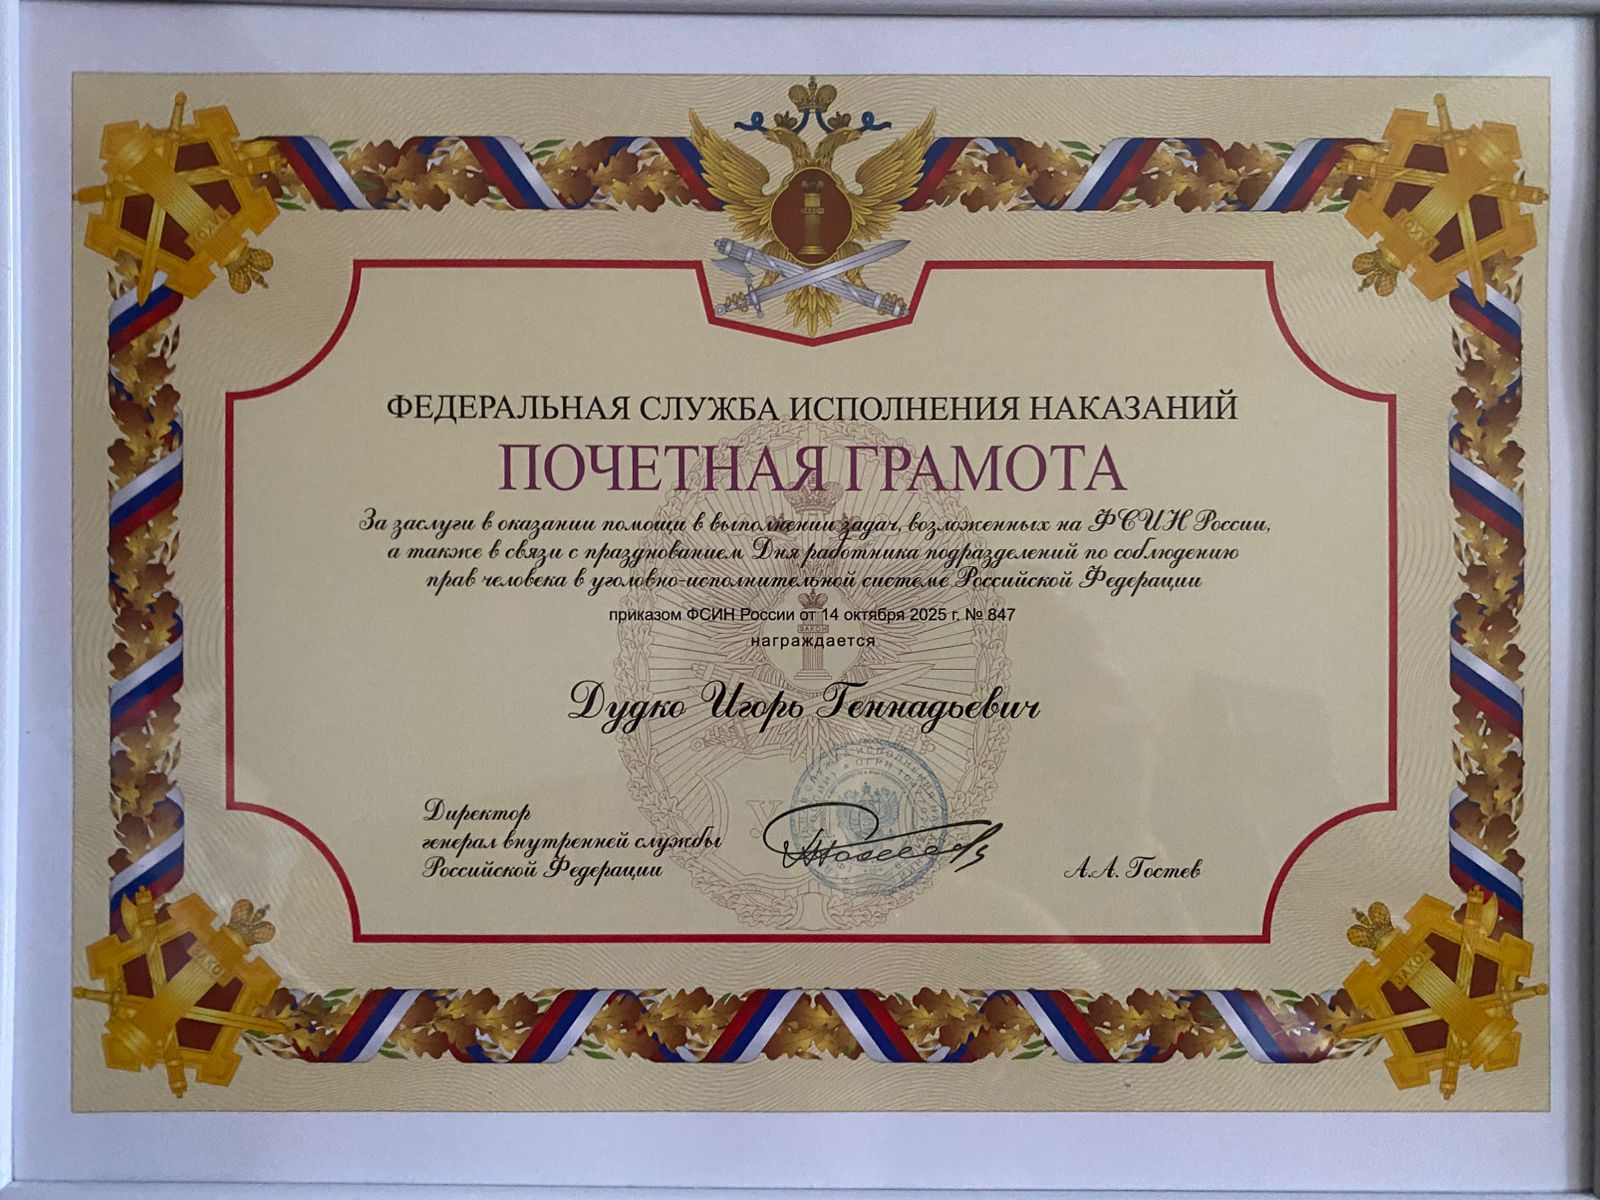 ФЕДЕРАЛЬНАЯ СЛУЖБА ИСПОЛНЕНИЯ НАКАЗАНИЙ
ПОЧЕТНАЯ ГРАМОТА
За заслуги в оказании помощи в выполнении задач, возложенных на ФСИН России,
а также в связи с празднованием Дня работника подразделений по соблюдению
прав человека в уголовно-исполнительной системе Российской Федерации
приказом ФСИН России от 14 октября 2025 г. № 847
награждается
Дудко Игорь Геннадьевич
Директор
генерал внутренней службы
Российской Федерации
А.А. Гостев